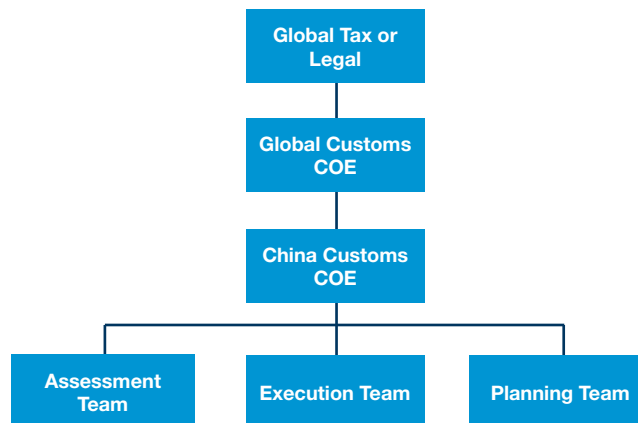 Global Tax or
Legal
Global Customs
COE
China Customs
COE
Assessment
Team
Execution Team
Planning Team